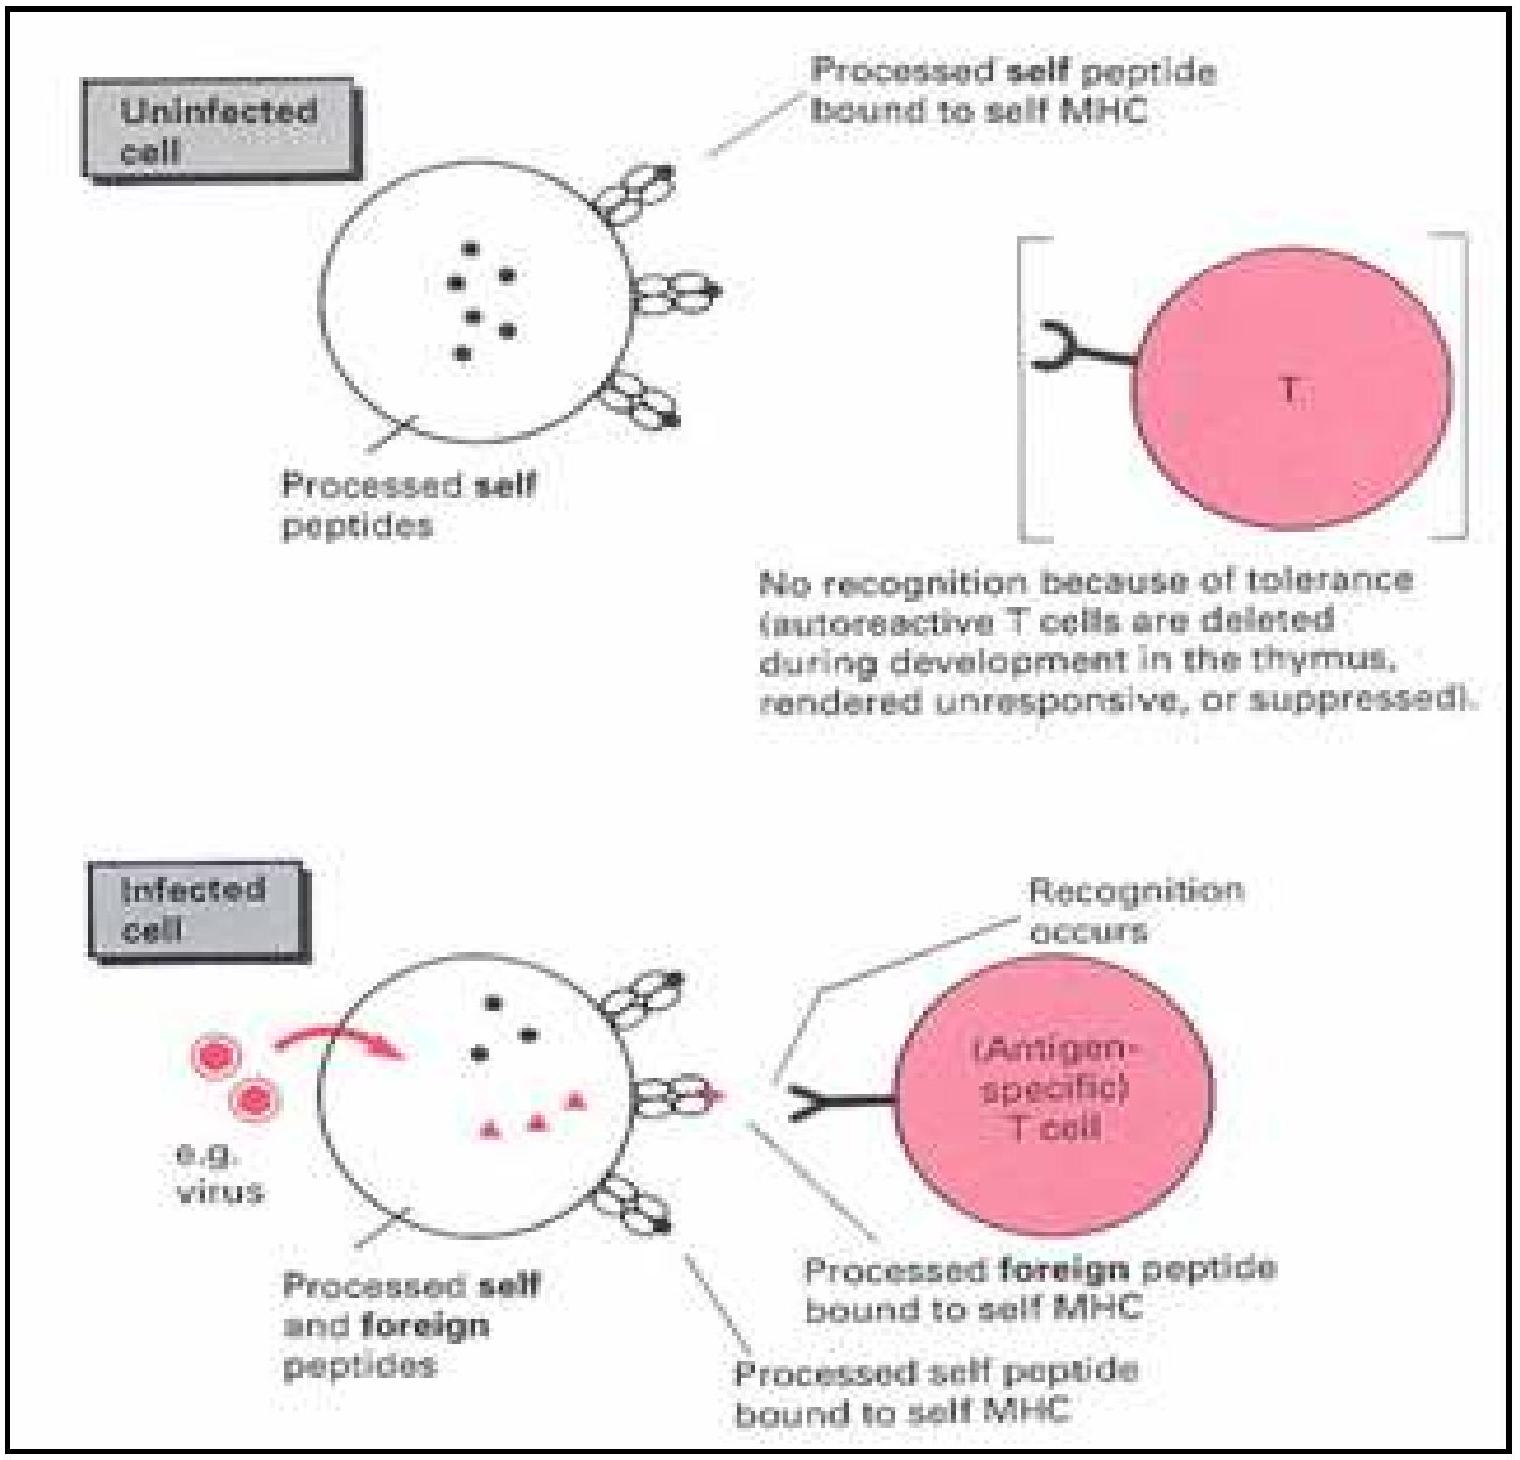 Uninfected
cell
Processed self peptide
bound to self MHC
T
Processed self
peptides
No recognition because of tolerance
(autoreactive T cells are deleted
during development in the thymus,
rendered unresponsive, or suppressed).
Infected
cell
Recognition
occurs
(Antigen-
specific)
T cell
e.g.
virus
Processed self
and foreign
peptides
Processed foreign peptide
bound to self MHC
Processed self peptide
bound to self MHC